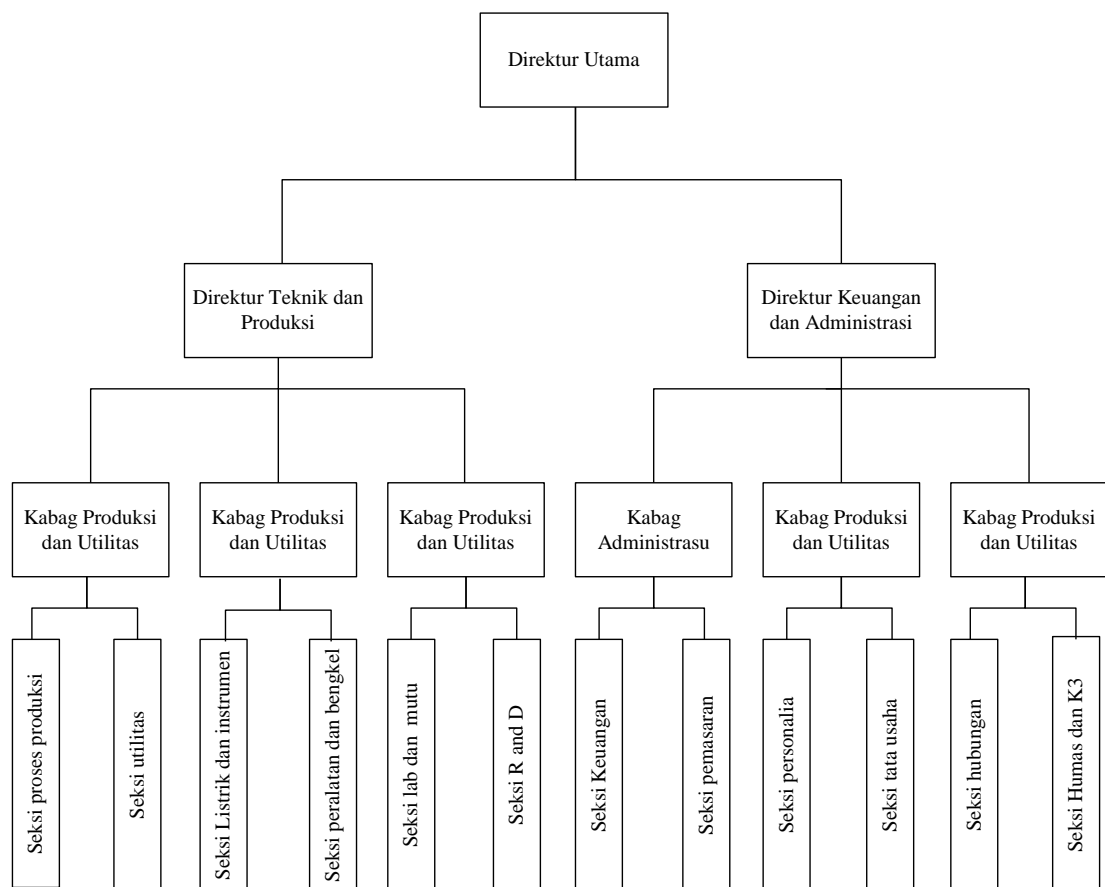 Direktur Utama
Direktur Teknik dan
Produksi
Direktur Keuangan
dan Administrasi
Kabag Produksi
dan Utilitas
Kabag Produksi
dan Utilitas
Kabag Produksi
dan Utilitas
Kabag
Administrasu
Kabag Produksi
dan Utilitas
Kabag Produksi
dan Utilitas
Seksi proses produksi
Seksi utilitas
Seksi Listrik dan instrumen
Seksi peralatan dan bengkel
Seksi lab dan mutu
Seksi R and D
Seksi Keuangan
Seksi pemasaran
Seksi personalia
Seksi tata usaha
Seksi hubungan
Seksi Humas dan K3